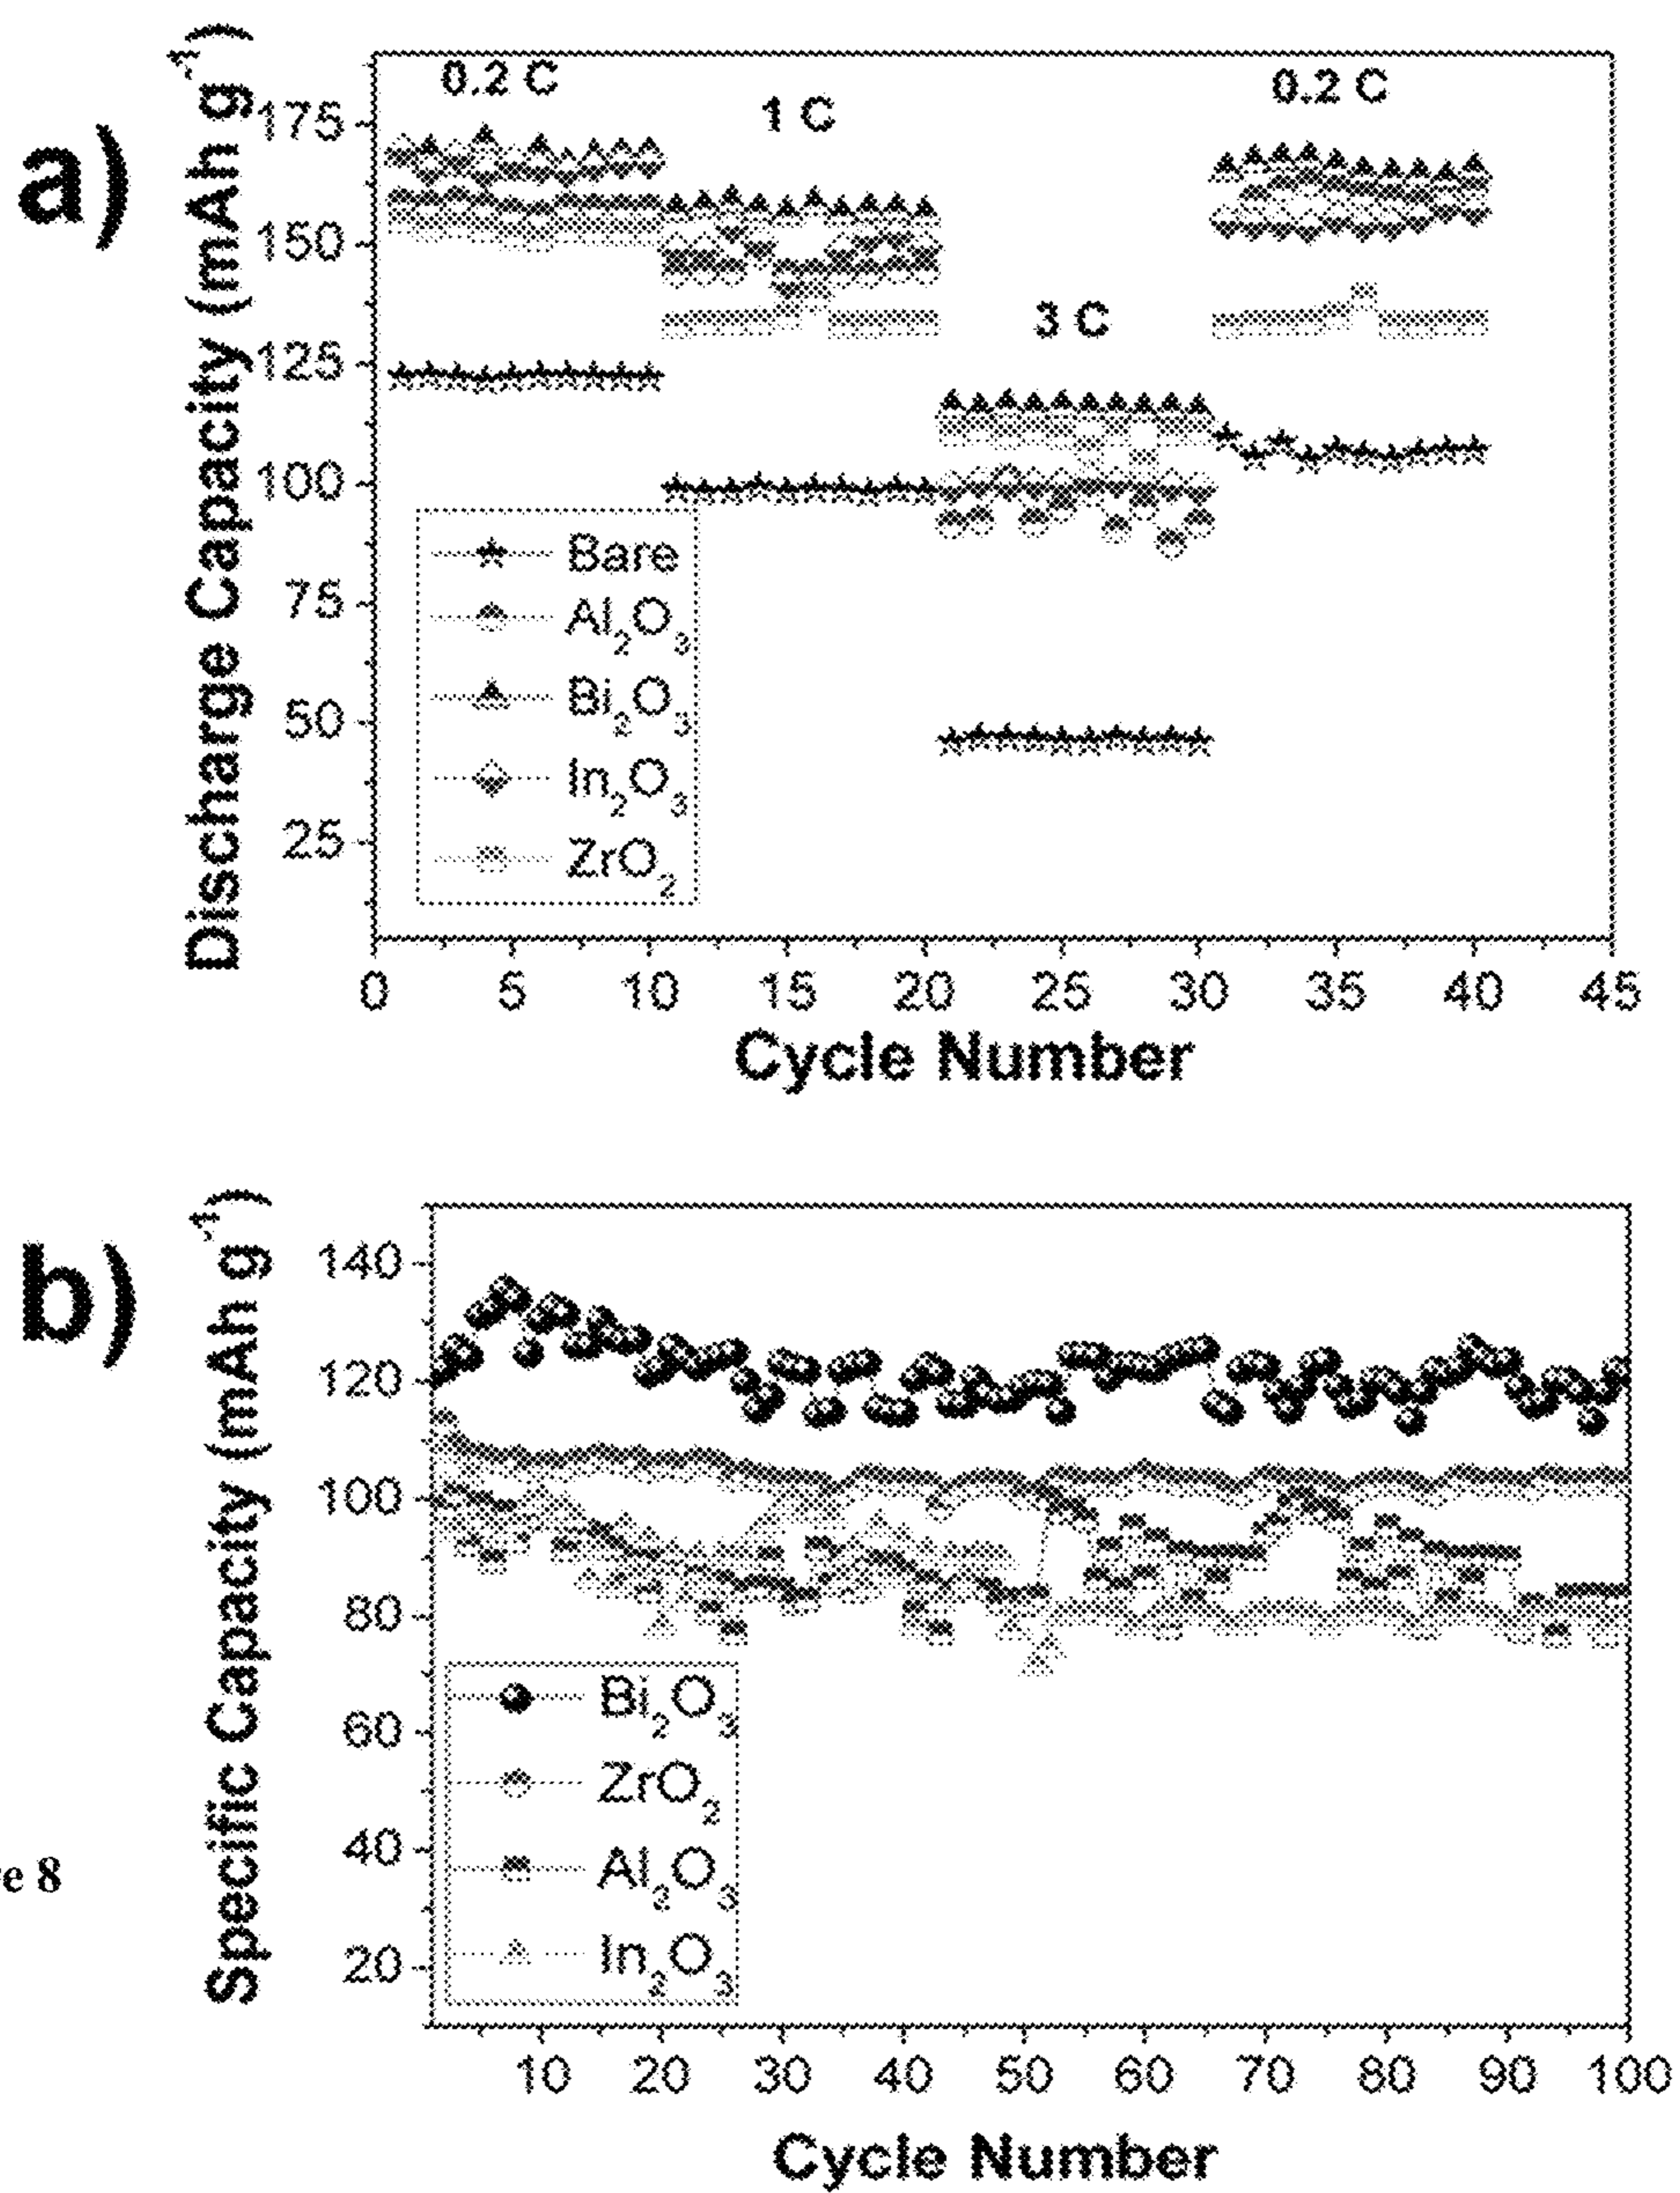 a)
Discharge Capacity (mAh g⁻¹)
175
150
125
100
75
50
25
0.2 C
1 C
3 C
0.2 C
Bare
Al₂O₃
Bi₂O₃
In₂O₃
ZrO₂
0 5 10 15 20 25 30 35 40 45
Cycle Number
b)
Specific Capacity (mAh g⁻¹)
140
120
100
80
60
40
20
Bi₂O₃
ZrO₂
Al₂O₃
In₂O₃
10 20 30 40 50 60 70 80 90 100
Cycle Number
e 8